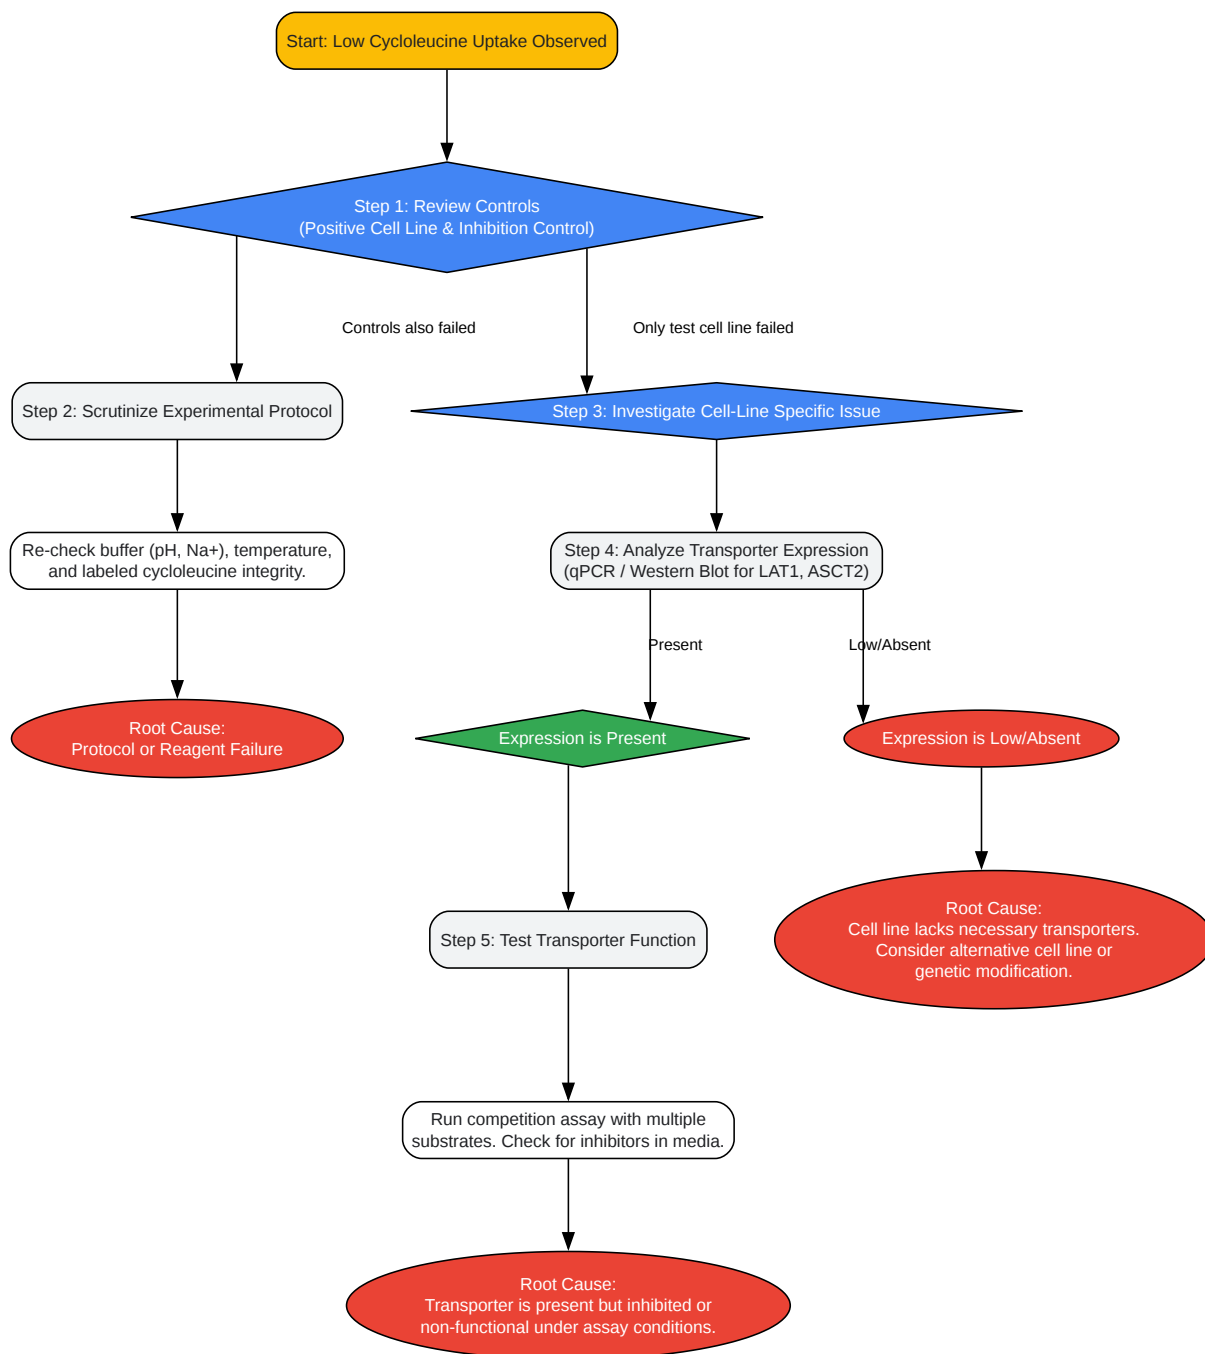 Start: Low Cycloleucine Uptake Observed
Step 1: Review Controls
(Positive Cell Line & Inhibition Control)
Controls also failed
Only test cell line failed
Step 2: Scrutinize Experimental Protocol
Step 3: Investigate Cell-Line Specific Issue
Re-check buffer (pH, Na+), temperature,
and labeled cycloleucine integrity.
Step 4: Analyze Transporter Expression
(qPCR / Western Blot for LAT1, ASCT2)
Present
Low/Absent
Root Cause:
Protocol or Reagent Failure
Expression is Present
Expression is Low/Absent
Step 5: Test Transporter Function
Root Cause:
Cell line lacks necessary transporters.
Consider alternative cell line or
genetic modification.
Run competition assay with multiple
substrates. Check for inhibitors in media.
Root Cause:
Transporter is present but inhibited or
non-functional under assay conditions.